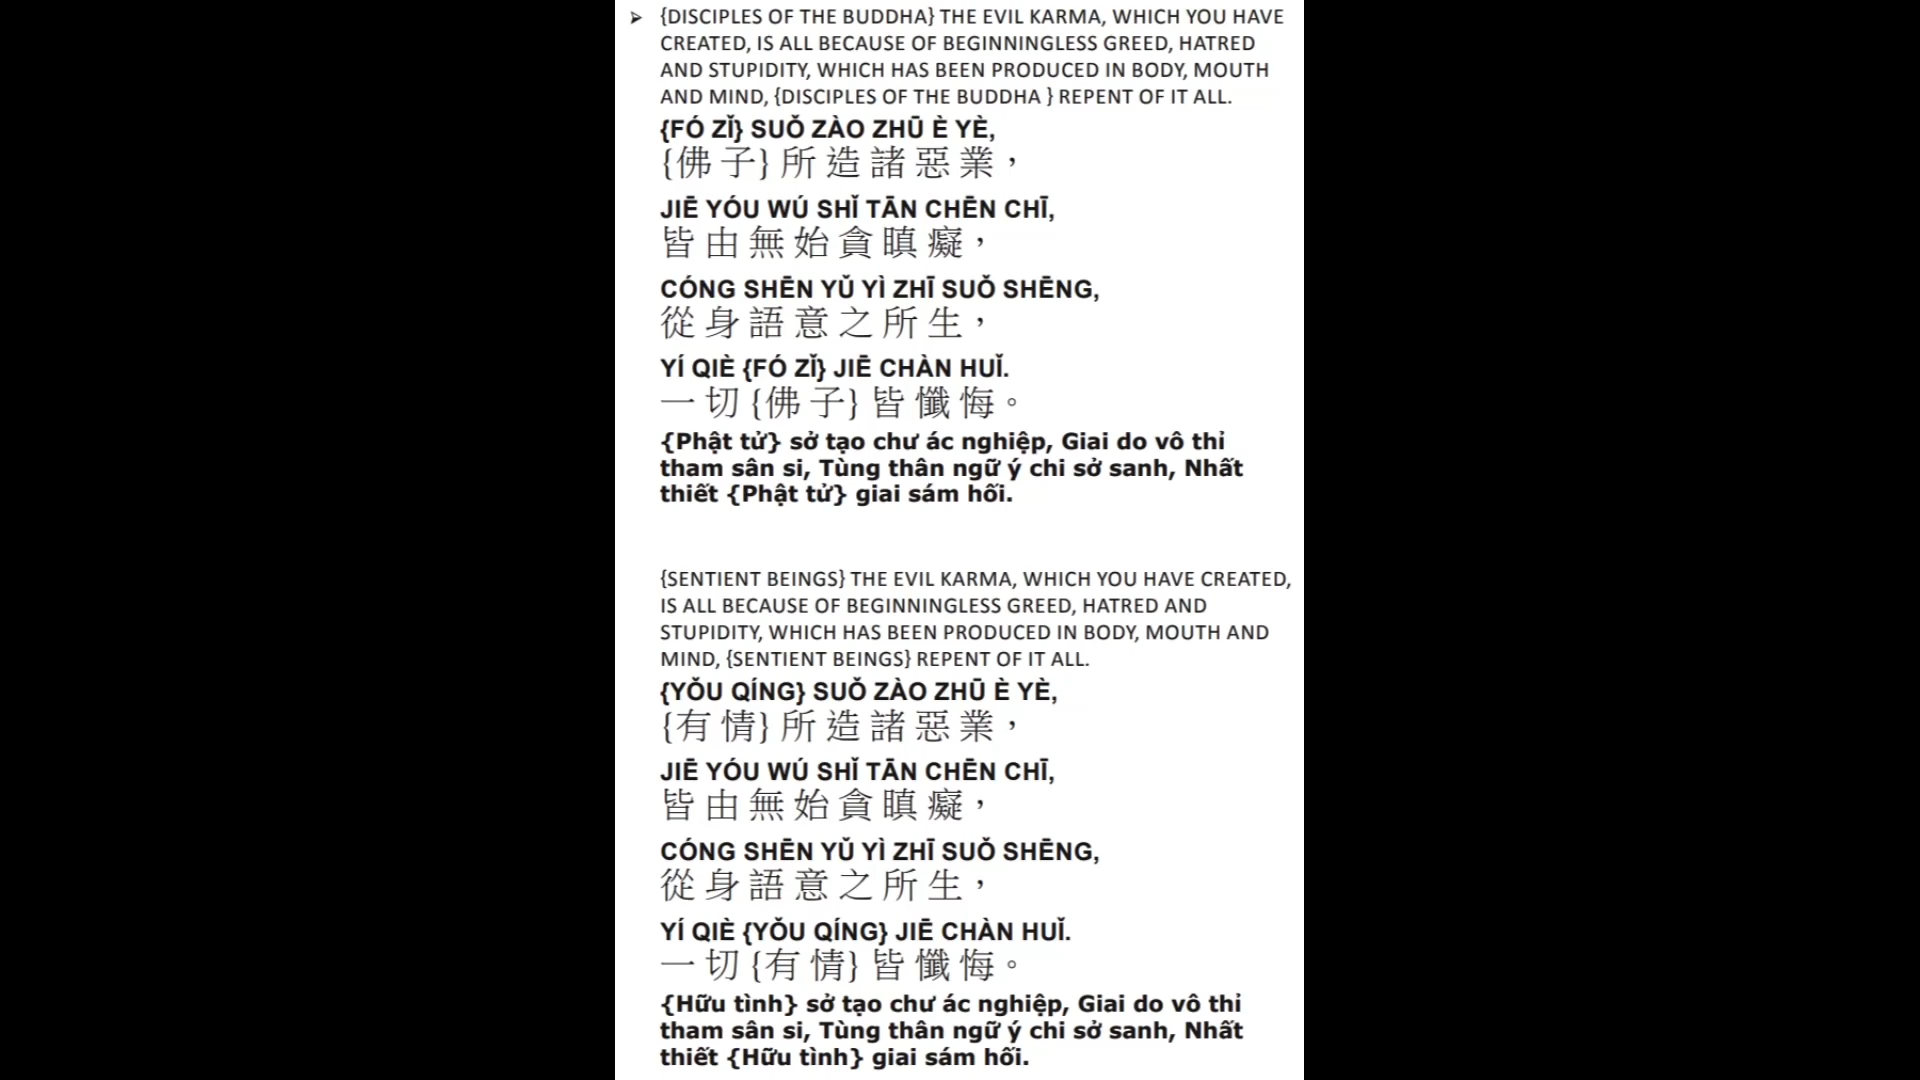 ➢ {DISCIPLES OF THE BUDDHA} THE EVIL KARMA, WHICH YOU HAVE
CREATED, IS ALL BECAUSE OF BEGINNINGLESS GREED, HATRED
AND STUPIDITY, WHICH HAS BEEN PRODUCED IN BODY, MOUTH
AND MIND, {DISCIPLES OF THE BUDDHA } REPENT OF IT ALL.
{FÓ ZǏ} SUǑ ZÀO ZHŪ È YÈ,
{佛 子} 所 造 諸 惡 業，
JIĒ YÓU WÚ SHǏ TĀN CHĒN CHĪ,
皆 由 無 始 貪 瞋 癡，
CÓNG SHĒN YǓ YÌ ZHĪ SUǑ SHĒNG,
從 身 語 意 之 所 生，
YÍ QIÈ {FÓ ZǏ} JIĒ CHÀN HUǏ.
一 切 {佛 子} 皆 懺 悔。
{Phật tử} sở tạo chư ác nghiệp, Giai do vô thỉ
tham sân si, Tùng thân ngữ ý chi sở sanh, Nhất
thiết {Phật tử} giai sám hối.
{SENTIENT BEINGS} THE EVIL KARMA, WHICH YOU HAVE CREATED,
IS ALL BECAUSE OF BEGINNINGLESS GREED, HATRED AND
STUPIDITY, WHICH HAS BEEN PRODUCED IN BODY, MOUTH AND
MIND, {SENTIENT BEINGS} REPENT OF IT ALL.
{YǑU QÍNG} SUǑ ZÀO ZHŪ È YÈ,
{有 情} 所 造 諸 惡 業，
JIĒ YÓU WÚ SHǏ TĀN CHĒN CHĪ,
皆 由 無 始 貪 瞋 癡，
CÓNG SHĒN YǓ YÌ ZHĪ SUǑ SHĒNG,
從 身 語 意 之 所 生，
YÍ QIÈ {YǑU QÍNG} JIĒ CHÀN HUǏ.
一 切 {有 情} 皆 懺 悔。
{Hữu tình} sở tạo chư ác nghiệp, Giai do vô thỉ
tham sân si, Tùng thân ngữ ý chi sở sanh, Nhất
thiết {Hữu tình} giai sám hối.